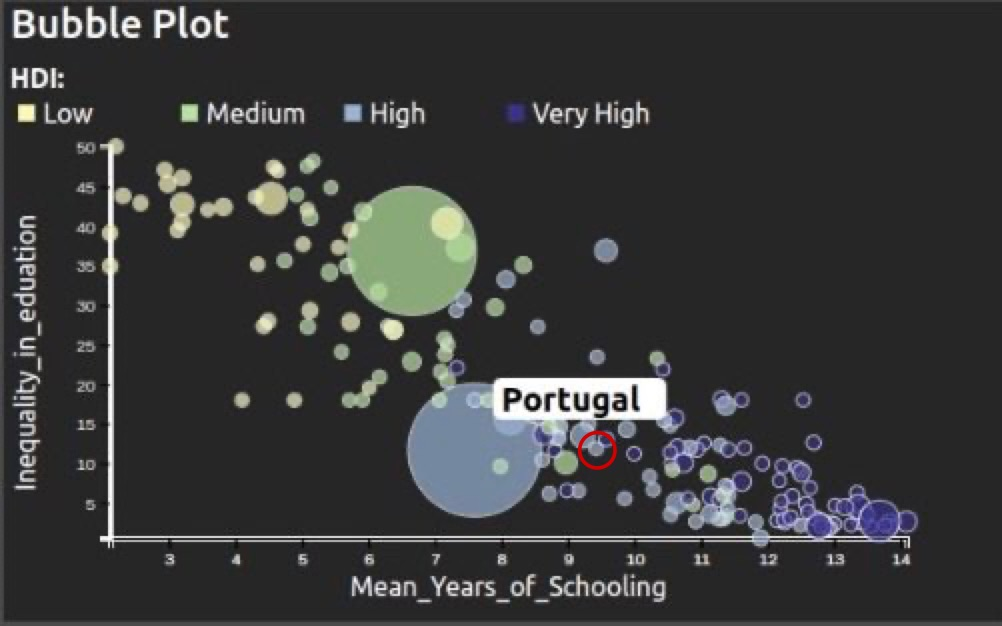 Bubble Plot
HDI:
Low Medium High Very High
50
45
40
35
30
25
20
15
10
5
Inequality_in_eduation
Portugal
3 4 5 6 7 8 9 10 11 12 13 14
Mean_Years_of_Schooling